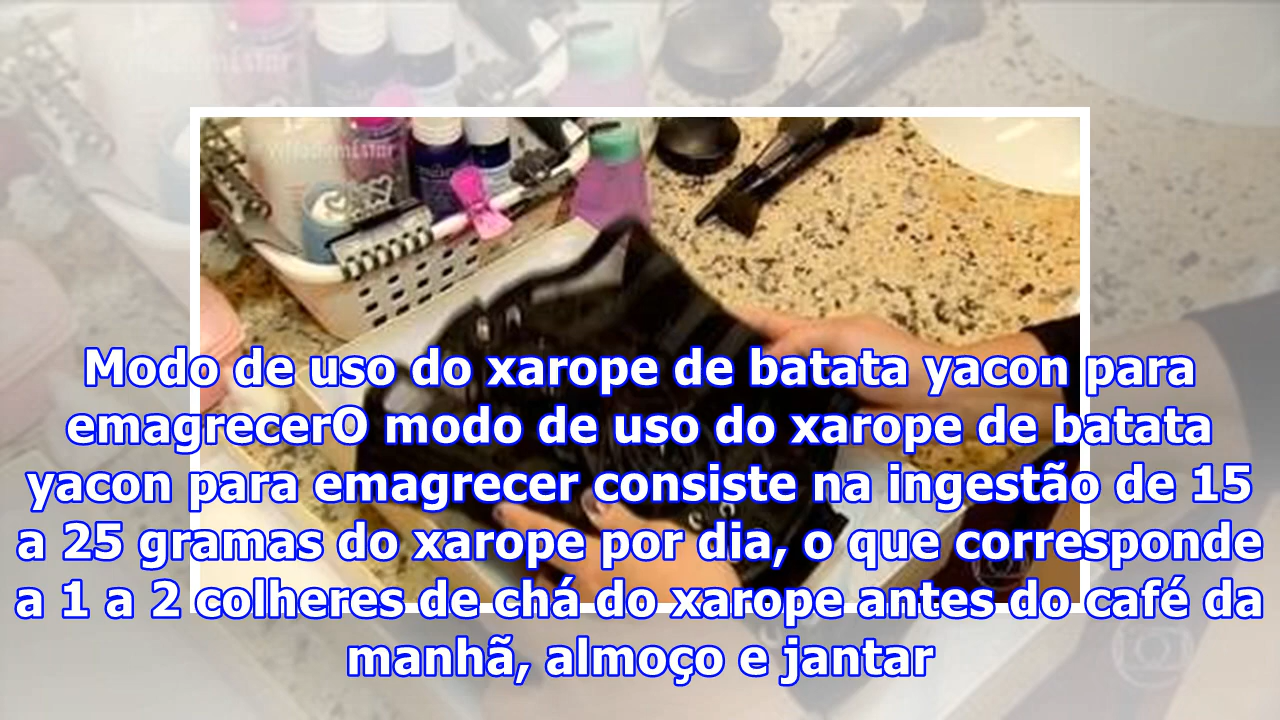 #VocêBemEstar
Modo de uso do xarope de batata yacon para
emagrecerO modo de uso do xarope de batata
yacon para emagrecer consiste na ingestão de 15
a 25 gramas do xarope por dia, o que corresponde
a 1 a 2 colheres de chá do xarope antes do café da
manhã, almoço e jantar